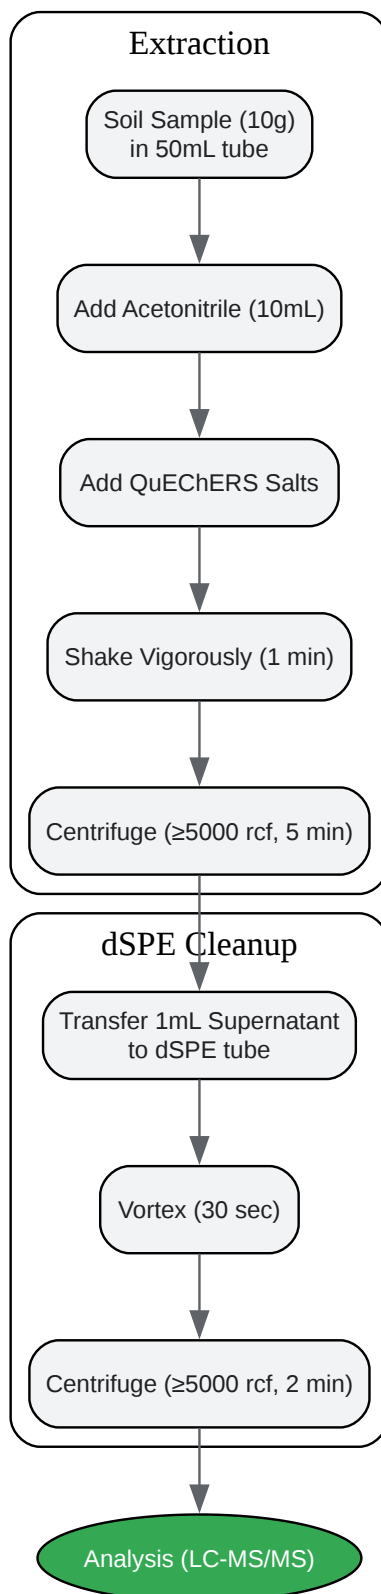 Extraction
Soil Sample (10g)
in 50mL tube
Add Acetonitrile (10mL)
Add QuEChERS Salts
Shake Vigorously (1 min)
Centrifuge (≥5000 rcf, 5 min)
dSPE Cleanup
Transfer 1mL Supernatant
to dSPE tube
Vortex (30 sec)
Centrifuge (≥5000 rcf, 2 min)
Analysis (LC-MS/MS)